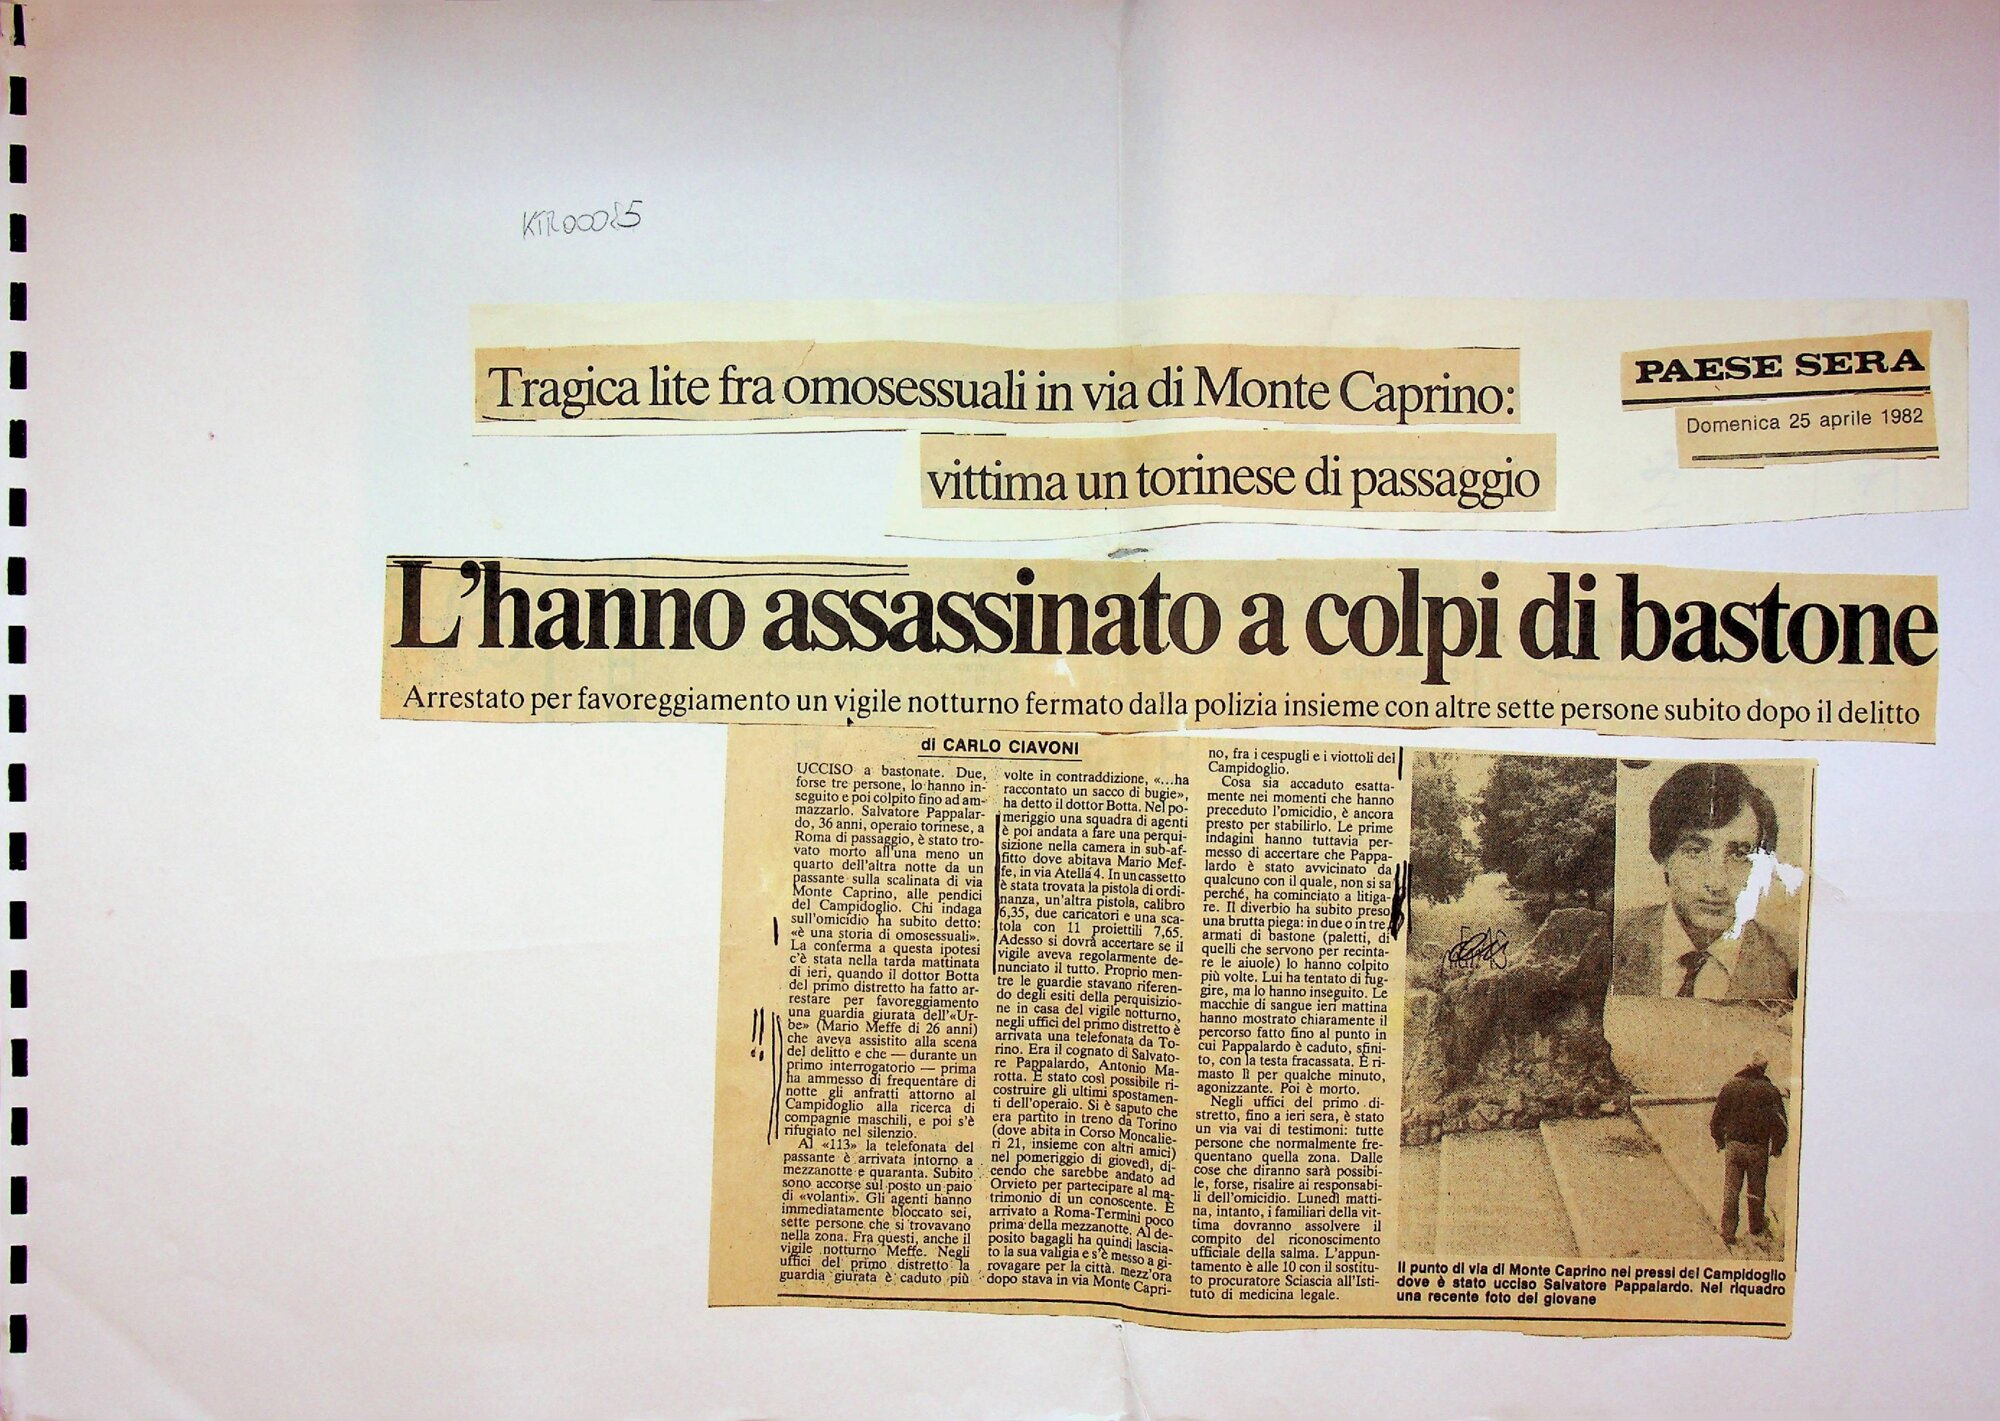 KTR00085
Tragica lite fra omosessuali in via di Monte Caprino:
vittima un torinese di passaggio
PAESE SERA
Domenica 25 aprile 1982
L'hanno assassinato a colpi di bastone
Arrestato per favoreggiamento un vigile notturno fermato dalla polizia insieme con altre sette persone subito dopo il delitto
di CARLO CIAVONI
UCCISO a bastonate. Due,
forse tre persone, lo hanno in-
seguito e poi colpito fino ad am-
mazzarlo. Salvatore Pappalar-
do, 36 anni, operaio torinese, a
Roma di passaggio, è stato tro-
vato morto all'una meno un
quarto dell'altra notte da un
passante sulla scalinata di via
Monte Caprino, alle pendici
del Campidoglio. Chi indaga
sull'omicidio ha subito detto:
«è una storia di omosessuali».
La conferma a questa ipotesi
c'è stata nella tarda mattinata
di ieri, quando il dottor Botta
del primo distretto ha fatto ar-
restare per favoreggiamento
una guardia giurata dell'«Ur-
be» (Mario Meffe di 26 anni)
che aveva assistito alla scena
del delitto e che — durante un
primo interrogatorio — prima
ha ammesso di frequentare di
notte gli anfratti attorno al
Campidoglio alla ricerca di
compagnie maschili, e poi s'è
rifugiato nel silenzio.
Al «113» la telefonata del
passante è arrivata intorno a
mezzanotte e quaranta. Subito
sono accorse sul posto un paio
di «volanti». Gli agenti hanno
immediatamente bloccato sei,
sette persone che si trovavano
nella zona. Fra questi, anche il
vigile notturno Meffe. Negli
uffici del primo distretto la
guardia giurata è caduto più
volte in contraddizione, «...ha
raccontato un sacco di bugie»,
ha detto il dottor Botta. Nel po-
meriggio una squadra di agenti
è poi andata a fare una perqui-
sizione nella camera in sub-af-
fitto dove abitava Mario Mef-
fe, in via Atella 4. In un cassetto
è stata trovata la pistola di ordi-
nanza, un'altra pistola, calibro
6,35, due caricatori e una sca-
tola con 11 proiettili 7,65.
Adesso si dovrà accertare se il
vigile aveva regolarmente de-
nunciato il tutto. Proprio men-
tre le guardie stavano riferen-
do degli esiti della perquisizio-
ne in casa del vigile notturno,
negli uffici del primo distretto è
arrivata una telefonata da To-
rino. Era il cognato di Salvato-
re Pappalardo, Antonio Ma-
rotta. È stato così possibile ri-
costruire gli ultimi spostamen-
ti dell'operaio. Si è saputo che
era partito in treno da Torino
(dove abita in Corso Moncalie-
ri 21, insieme con altri amici)
nel pomeriggio di giovedì, di-
cendo che sarebbe andato ad
Orvieto per partecipare al ma-
trimonio di un conoscente. È
arrivato a Roma-Termini poco
prima della mezzanotte. Al de-
posito bagagli ha quindi lascia-
to la sua valigia e s'è messo a gi-
rovagare per la città. mezz'ora
dopo stava in via Monte Capri-
no, fra i cespugli e i viottoli del
Campidoglio.
Cosa sia accaduto esatta-
mente nei momenti che hanno
preceduto l'omicidio, è ancora
presto per stabilirlo. Le prime
indagini hanno tuttavia per-
messo di accertare che Pappa-
lardo è stato avvicinato da
qualcuno con il quale, non si sa
perché, ha cominciato a litiga-
re. Il diverbio ha subito preso
una brutta piega: in due o in tre,
armati di bastone (paletti, di
quelli che servono per recinta-
re le aiuole) lo hanno colpito
più volte. Lui ha tentato di fug-
gire, ma lo hanno inseguito. Le
macchie di sangue ieri mattina
hanno mostrato chiaramente il
percorso fatto fino al punto in
cui Pappalardo è caduto, sfini-
to, con la testa fracassata. È ri-
masto lì per qualche minuto,
agonizzante. Poi è morto.
Negli uffici del primo di-
stretto, fino a ieri sera, è stato
un via vai di testimoni: tutte
persone che normalmente fre-
quentano quella zona. Dalle
cose che diranno sarà possibi-
le, forse, risalire ai responsabi-
li dell'omicidio. Lunedì matti-
na, intanto, i familiari della vit-
tima dovranno assolvere il
compito del riconoscimento
ufficiale della salma. L'appun-
tamento è alle 10 con il sostitu-
to procuratore Sciascia all'Isti-
tuto di medicina legale.
Il punto di via di Monte Caprino nei pressi del Campidoglio
dove è stato ucciso Salvatore Pappalardo. Nel riquadro
una recente foto del giovane